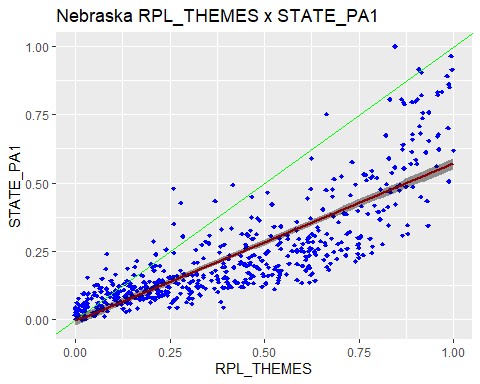 Nebraska RPL_THEMES x STATE_PA1
1.00
0.75
0.50
0.25
0.00
STATE_PA1
0.00 0.25 0.50 0.75 1.00
RPL_THEMES